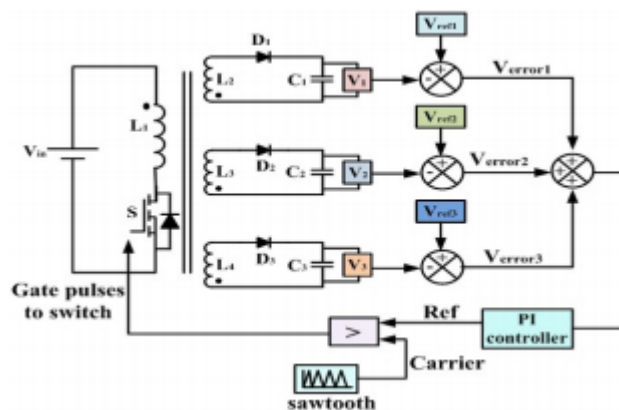 Vref1
D1
L2
C1
V1
Verror1
L1
Vin
Vref2
D2
L3
C2
V2
Verror2
S
Vref3
D3
L4
C3
V3
Verror3
Gate pulses
to switch
Ref
PI
controller
>
Carrier
sawtooth